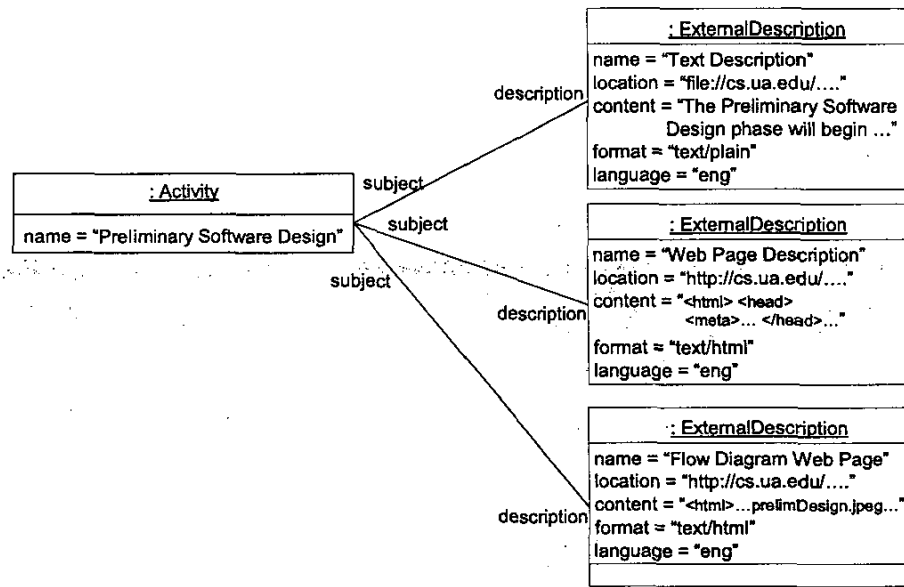 : Activity
name = "Preliminary Software Design"
subject
subject
subject
description
description
description
: ExternalDescription
name = "Text Description"
location = "file://cs.ua.edu/...."
content = "The Preliminary Software
Design phase will begin ..."
format = "text/plain"
language = "eng"
: ExternalDescription
name = "Web Page Description"
location = "http://cs.ua.edu/...."
content = "<html> <head>
<meta>... </head>..."
format = "text/html"
language = "eng"
: ExternalDescription
name = "Flow Diagram Web Page"
location = "http://cs.ua.edu/...."
content = "<html>...prelimDesign.jpeg..."
format = "text/html"
language = "eng"